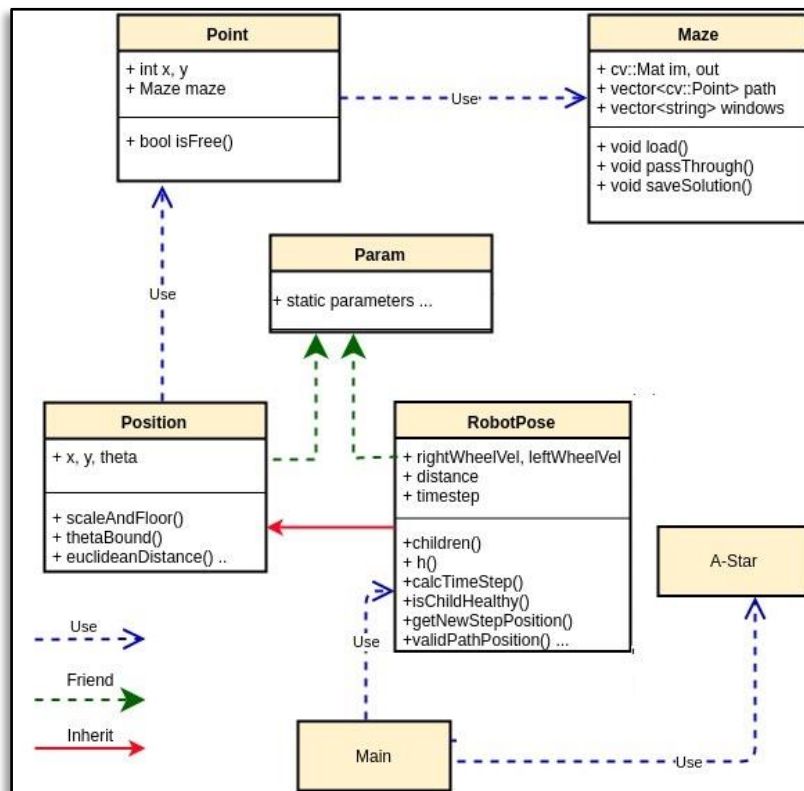 Point
+ int x, y
+ Maze maze
+ bool isFree()
Use
Maze
+ cv::Mat im, out
+ vector<cv::Point> path
+ vector<string> windows
+ void load()
+ void passThrough()
+ void saveSolution()
Use
Param
+ static parameters ...
Position
+ x, y, theta
+ scaleAndFloor()
+ thetaBound()
+ euclideanDistance() ..
RobotPose
+ rightWheelVel, leftWheelVel
+ distance
+ timestep
+children()
+ h()
+calcTimeStep()
+isChildHealthy()
+getNewStepPosition()
+validPathPosition() ...
A-Star
Use
Use
Friend
Inherit
Main
Use